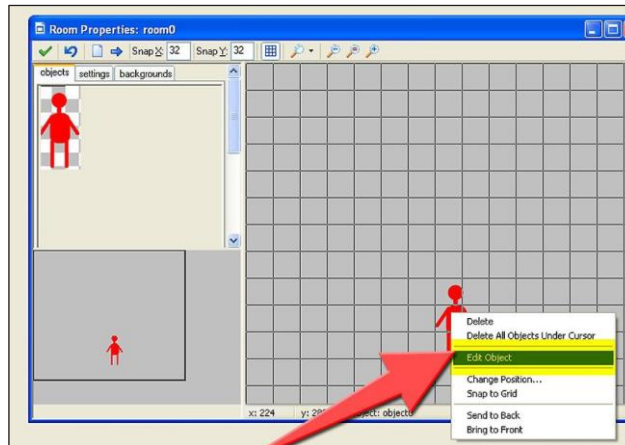 Room Properties: room0
Snap X: 32 Snap Y: 32
objects settings backgrounds
Delete
Delete All Objects Under Cursor
Edit Object
Change Position...
Snap to Grid
Send to Back
Bring to Front
x: 224 y: